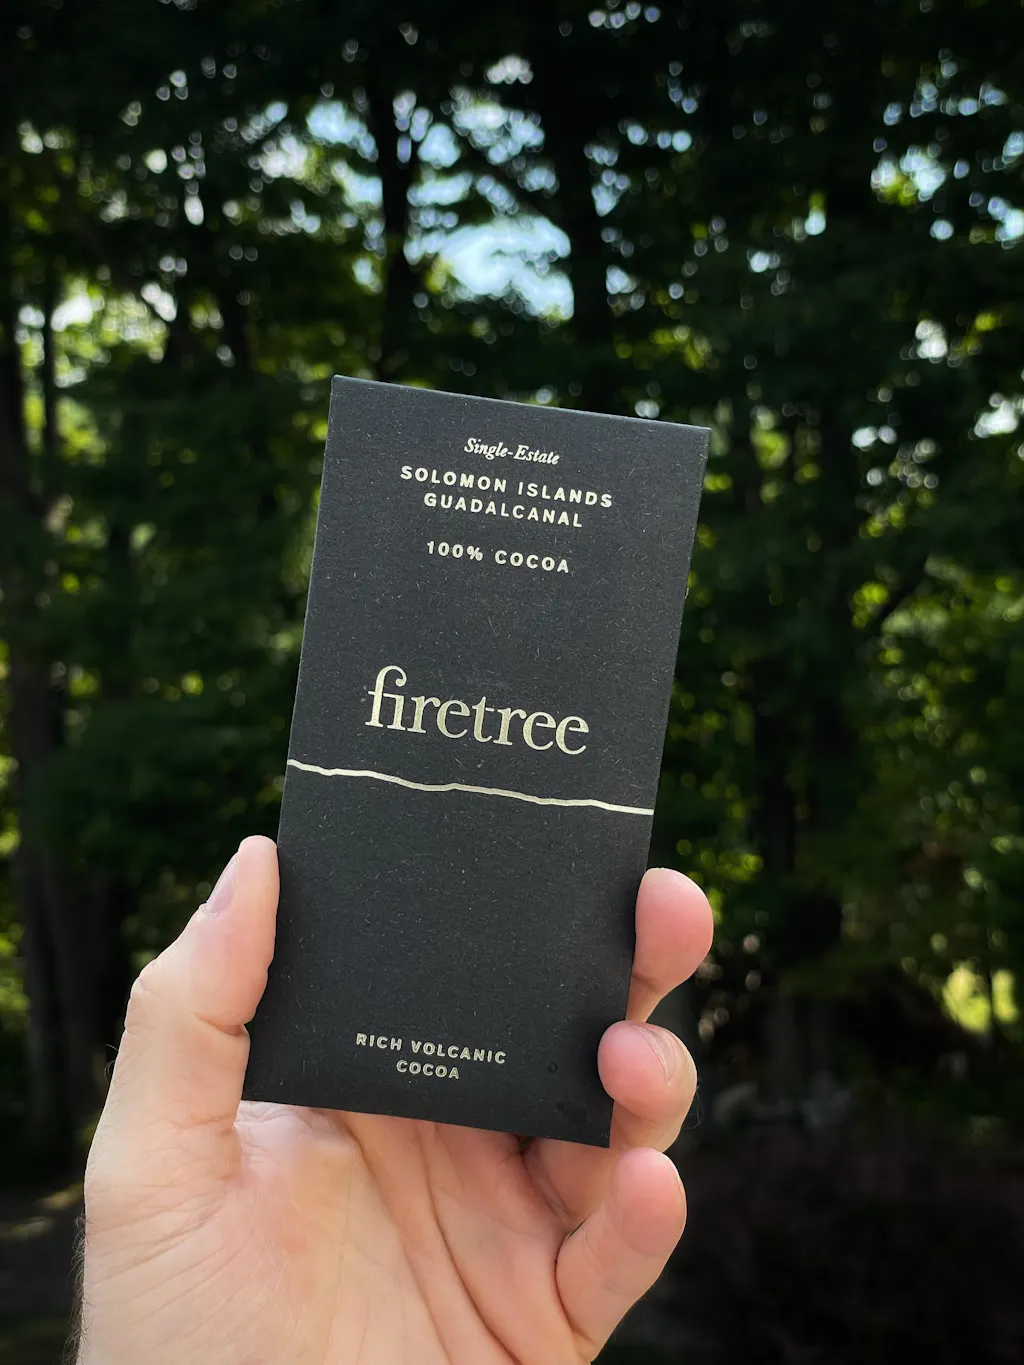 Single-Estate
SOLOMON ISLANDS
GUADALCANAL
100% COCOA
firetree
RICH VOLCANIC
COCOA